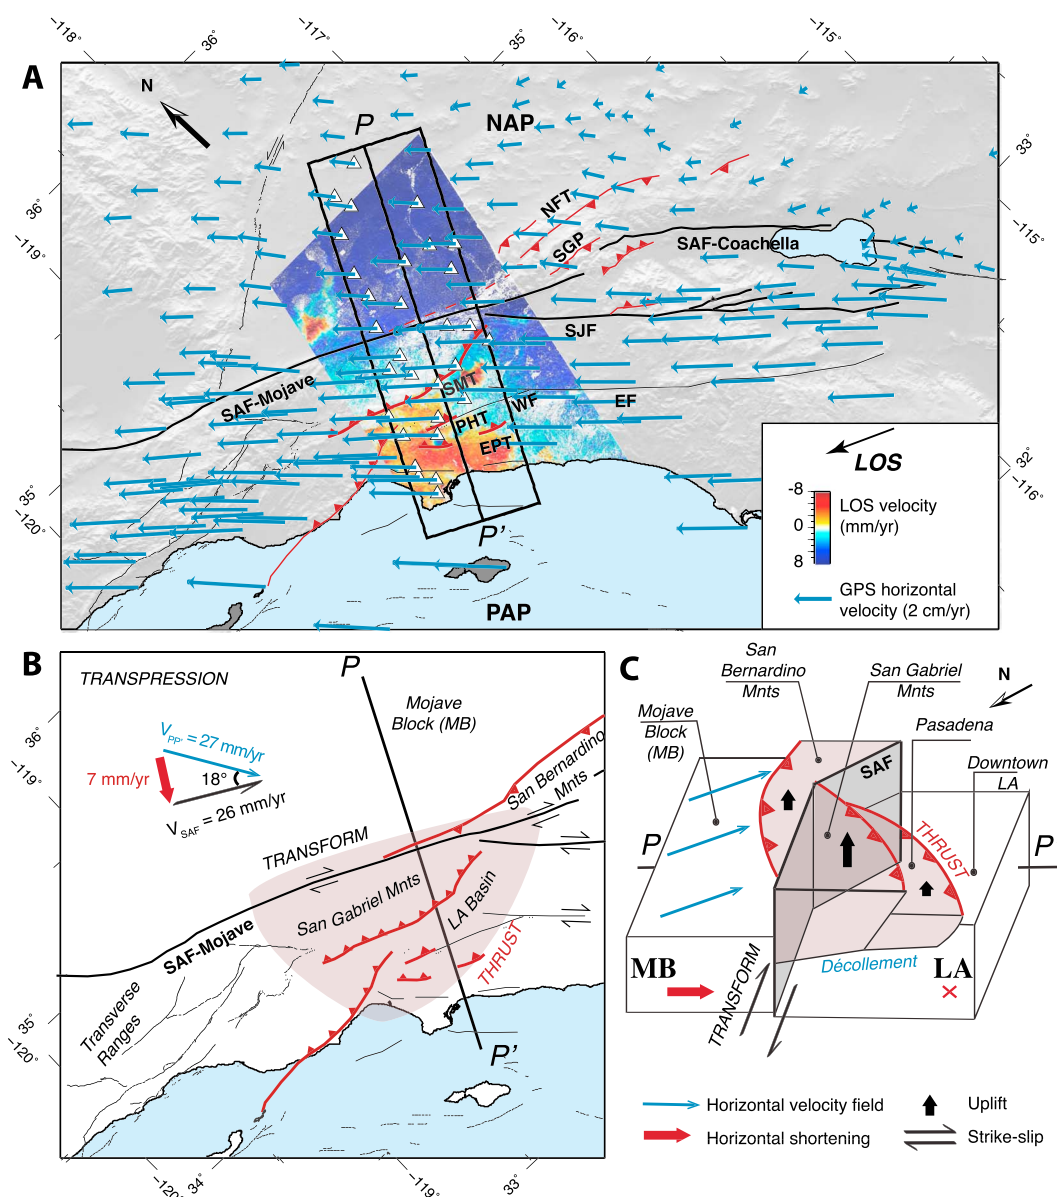 −118°
36°
−117°
35°
−116°
−115°
A
N
P
NAP
33°
36°
NFT
−115°
SGP
SAF-Coachella
−119°
SJF
SMT
SAF-Mojave
WF
EF
PHT
EPT
LOS
32°
−116°
35°
−120°
-8
0
8
LOS velocity
(mm/yr)
P'
GPS horizontal
velocity (2 cm/yr)
PAP
B
TRANSPRESSION
P
Mojave
Block (MB)
V PP' = 27 mm/yr
7 mm/yr
18°
V SAF = 26 mm/yr
36°
−119°
San Bernardino
Mnts
TRANSFORM
San Gabriel Mnts
LA Basin
SAF-Mojave
THRUST
Transverse
Ranges
35°
−120°
P'
−120°
34°
−119°
33°
C
San
Bernardino
Mnts
San Gabriel
Mnts
N
Mojave
Block
(MB)
Pasadena
SAF
Downtown
LA
P
THRUST
P'
MB
Décollement
LA
TRANSFORM
Horizontal velocity field
Uplift
Horizontal shortening
Strike-slip